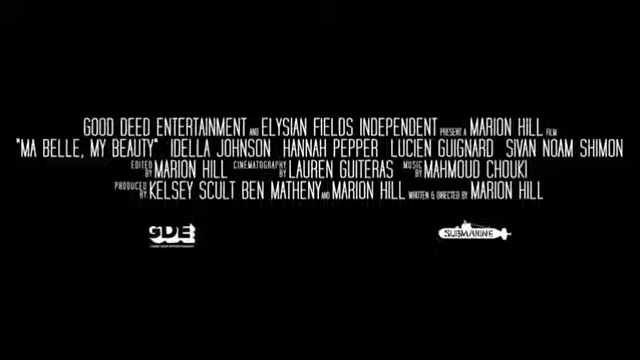 GOOD DEED ENTERTAINMENT AND ELYSIAN FIELDS INDEPENDENT PRESENT A MARION HILL FILM
"MA BELLE, MY BEAUTY" IDELLA JOHNSON HANNAH PEPPER LUCIEN GUIGNARD SIVAN NOAM SHIMON
EDITED BY MARION HILL CINEMATOGRAPHY BY LAUREN GUITERAS MUSIC BY MAHMOUD CHOUKI
PRODUCED BY KELSEY SCULT BEN MATHENY AND MARION HILL WRITTEN & DIRECTED BY MARION HILL
GDE SUBMARINE